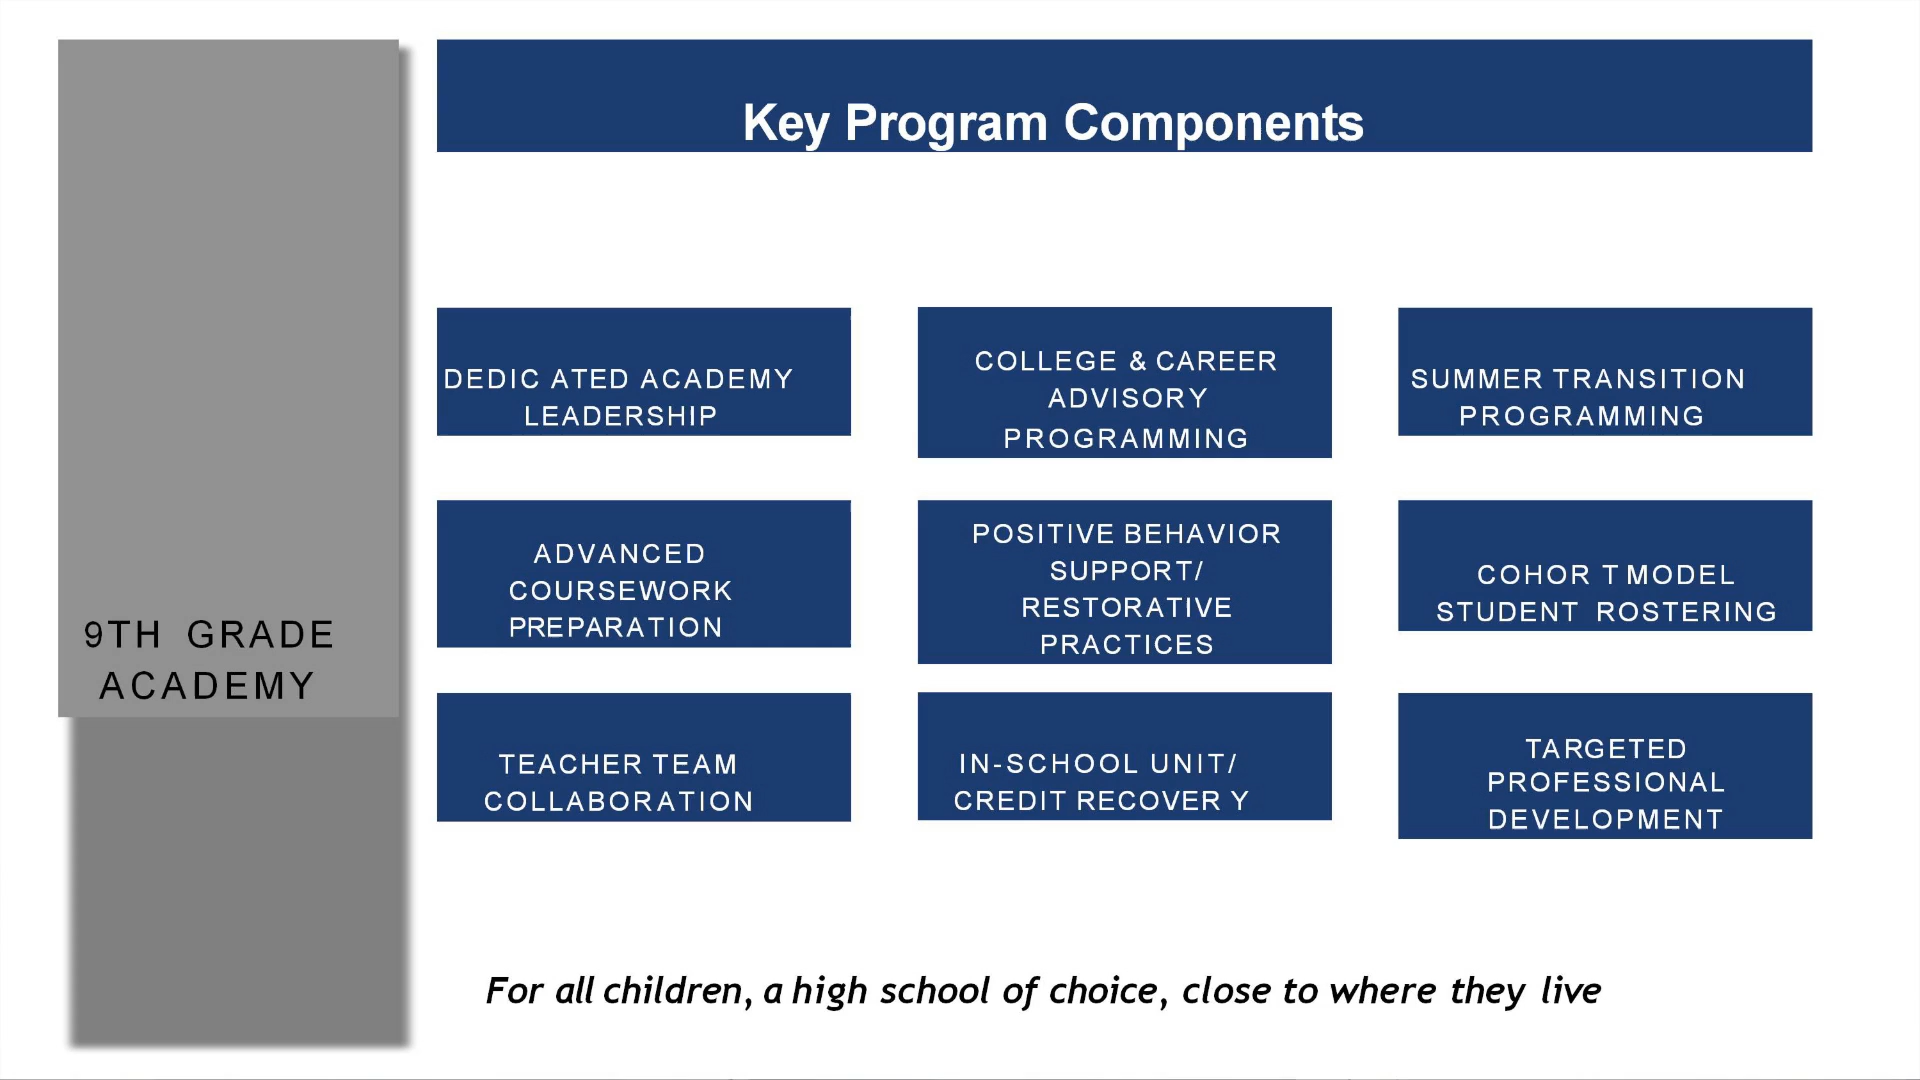 Key Program Components
DEDIC ATED ACADEMY
LEADERSHIP
COLLEGE & CAREER
ADVISORY
PROGRAMMING
SUMMER TRANSITION
PROGRAMMING
ADVANCED
COURSEWORK
PREPARATION
POSITIVE BEHAVIOR
SUPPORT/
RESTORATIVE
PRACTICES
COHOR T MODEL
STUDENT ROSTERING
9TH GRADE
ACADEMY
TEACHER TEAM
COLLABORATION
IN-SCHOOL UNIT/
CREDIT RECOVER Y
TARGETED
PROFESSIONAL
DEVELOPMENT
For all children, a high school of choice, close to where they live